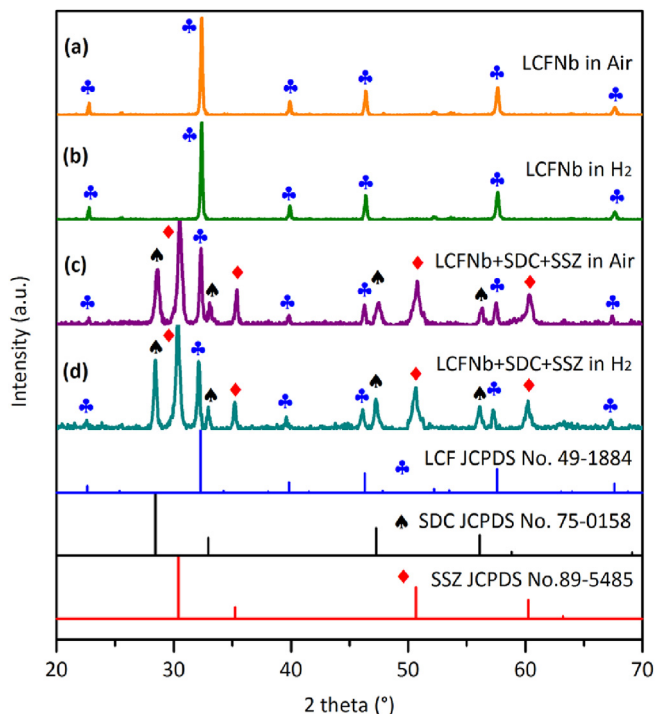 (a)
LCFNb in Air
(b)
LCFNb in H₂
(c)
LCFNb+SDC+SSZ in Air
(d)
LCFNb+SDC+SSZ in H₂
LCF JCPDS No. 49-1884
SDC JCPDS No. 75-0158
SSZ JCPDS No.89-5485
Intensity (a.u.)
20 30 40 50 60 70
2 theta (°)